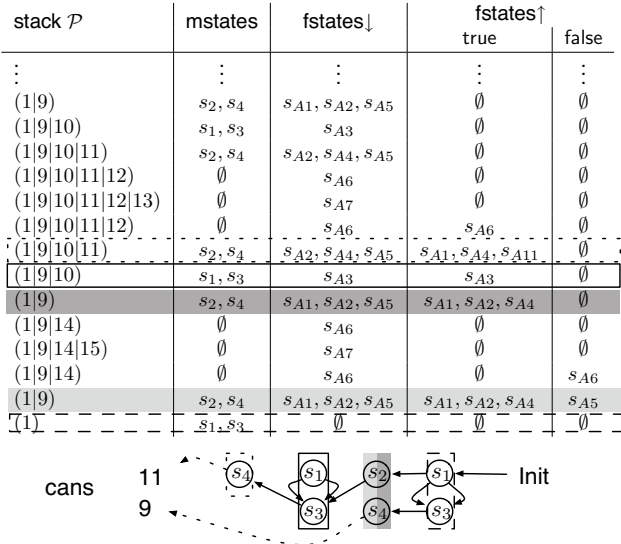 stack P mstates fstates↓ fstates↑
true false
⋮ ⋮ ⋮ ⋮ ⋮
(1|9) s2, s4 sA1, sA2, sA5 ∅ ∅
(1|9|10) s1, s3 sA3 ∅ ∅
(1|9|10|11) s2, s4 sA2, sA4, sA5 ∅ ∅
(1|9|10|11|12) ∅ sA6 ∅ ∅
(1|9|10|11|12|13) ∅ sA7 ∅ ∅
(1|9|10|11|12) ∅ sA6 sA6 ∅
(1|9|10|11) s2, s4 sA2, sA4, sA5 sA1, sA4, sA11 ∅
(1|9|10) s1, s3 sA3 sA3 ∅
(1|9) s2, s4 sA1, sA2, sA5 sA1, sA2, sA4 ∅
(1|9|14) ∅ sA6 ∅ ∅
(1|9|14|15) ∅ sA7 ∅ ∅
(1|9|14) ∅ sA6 ∅ sA6
(1|9) s2, s4 sA1, sA2, sA5 sA1, sA2, sA4 sA5
(1) s1, s3 ∅ ∅ ∅
cans 11 s4 s1 s2 s1 Init
9 s3 s4 s3